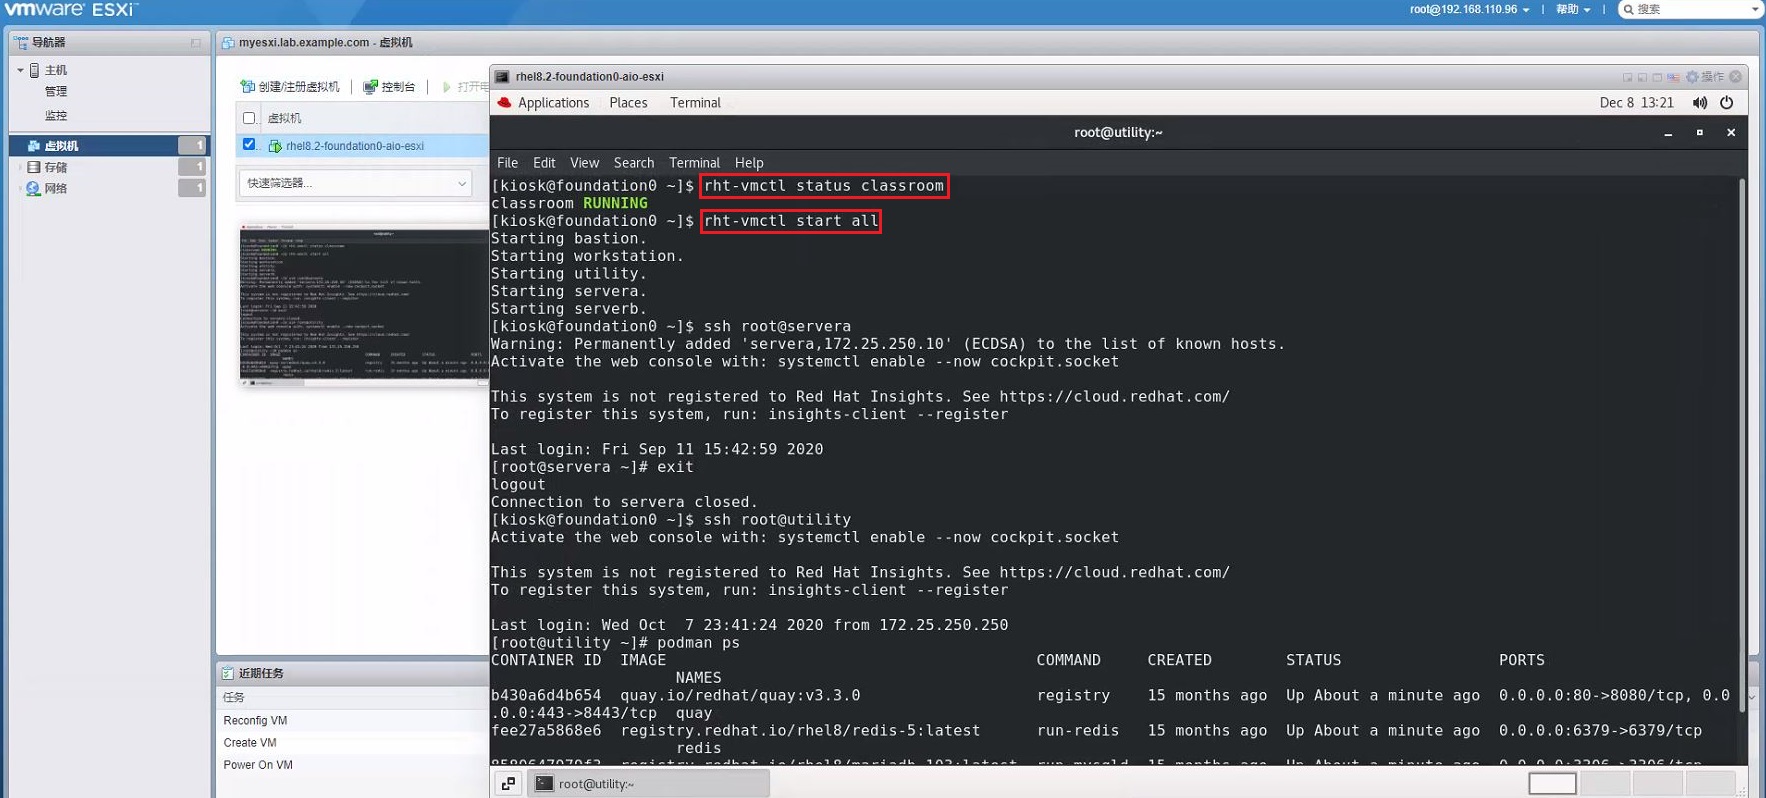 vmware ESXi™
root@192.168.110.96 | 帮助 | 搜索
导航器
主机
管理
监控
虚拟机 1
存储 1
网络 1
myesxi.lab.example.com - 虚拟机
创建/注册虚拟机 | 控制台 | 打开电
虚拟机
rhel8.2-foundation0-aio-esxi
快速筛选器...
近期任务
任务
Reconfig VM
Create VM
Power On VM
rhel8.2-foundation0-aio-esxi
操作
Applications Places Terminal Dec 8 13:21
root@utility:~
File Edit View Search Terminal Help
[kiosk@foundation0 ~]$ rht-vmctl status classroom
classroom RUNNING
[kiosk@foundation0 ~]$ rht-vmctl start all
Starting bastion.
Starting workstation.
Starting utility.
Starting servera.
Starting serverb.
[kiosk@foundation0 ~]$ ssh root@servera
Warning: Permanently added 'servera,172.25.250.10' (ECDSA) to the list of known hosts.
Activate the web console with: systemctl enable --now cockpit.socket
This system is not registered to Red Hat Insights. See https://cloud.redhat.com/
To register this system, run: insights-client --register
Last login: Fri Sep 11 15:42:59 2020
[root@servera ~]# exit
logout
Connection to servera closed.
[kiosk@foundation0 ~]$ ssh root@utility
Activate the web console with: systemctl enable --now cockpit.socket
This system is not registered to Red Hat Insights. See https://cloud.redhat.com/
To register this system, run: insights-client --register
Last login: Wed Oct  7 23:41:24 2020 from 172.25.250.250
[root@utility ~]# podman ps
CONTAINER ID IMAGE COMMAND CREATED STATUS PORTS
NAMES
b430a6d4b654 quay.io/redhat/quay:v3.3.0 registry 15 months ago Up About a minute ago 0.0.0.0:80->8080/tcp, 0.0
.0.0:443->8443/tcp quay
fee27a5868e6 registry.redhat.io/rhel8/redis-5:latest run-redis 15 months ago Up About a minute ago 0.0.0.0:6379->6379/tcp
redis
root@utility:~